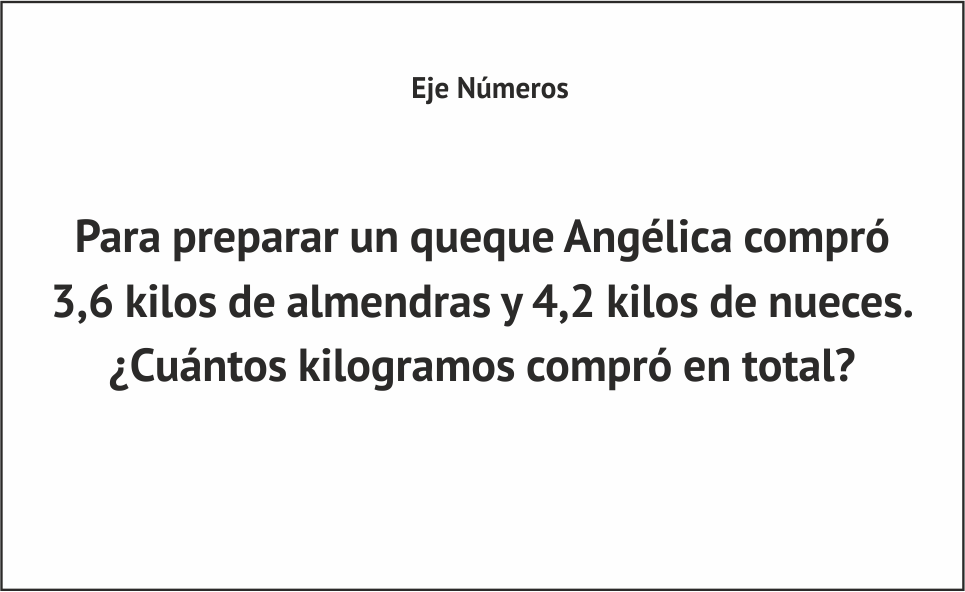 Eje Números
Para preparar un queque Angélica compró
3,6 kilos de almendras y 4,2 kilos de nueces.
¿Cuántos kilogramos compró en total?